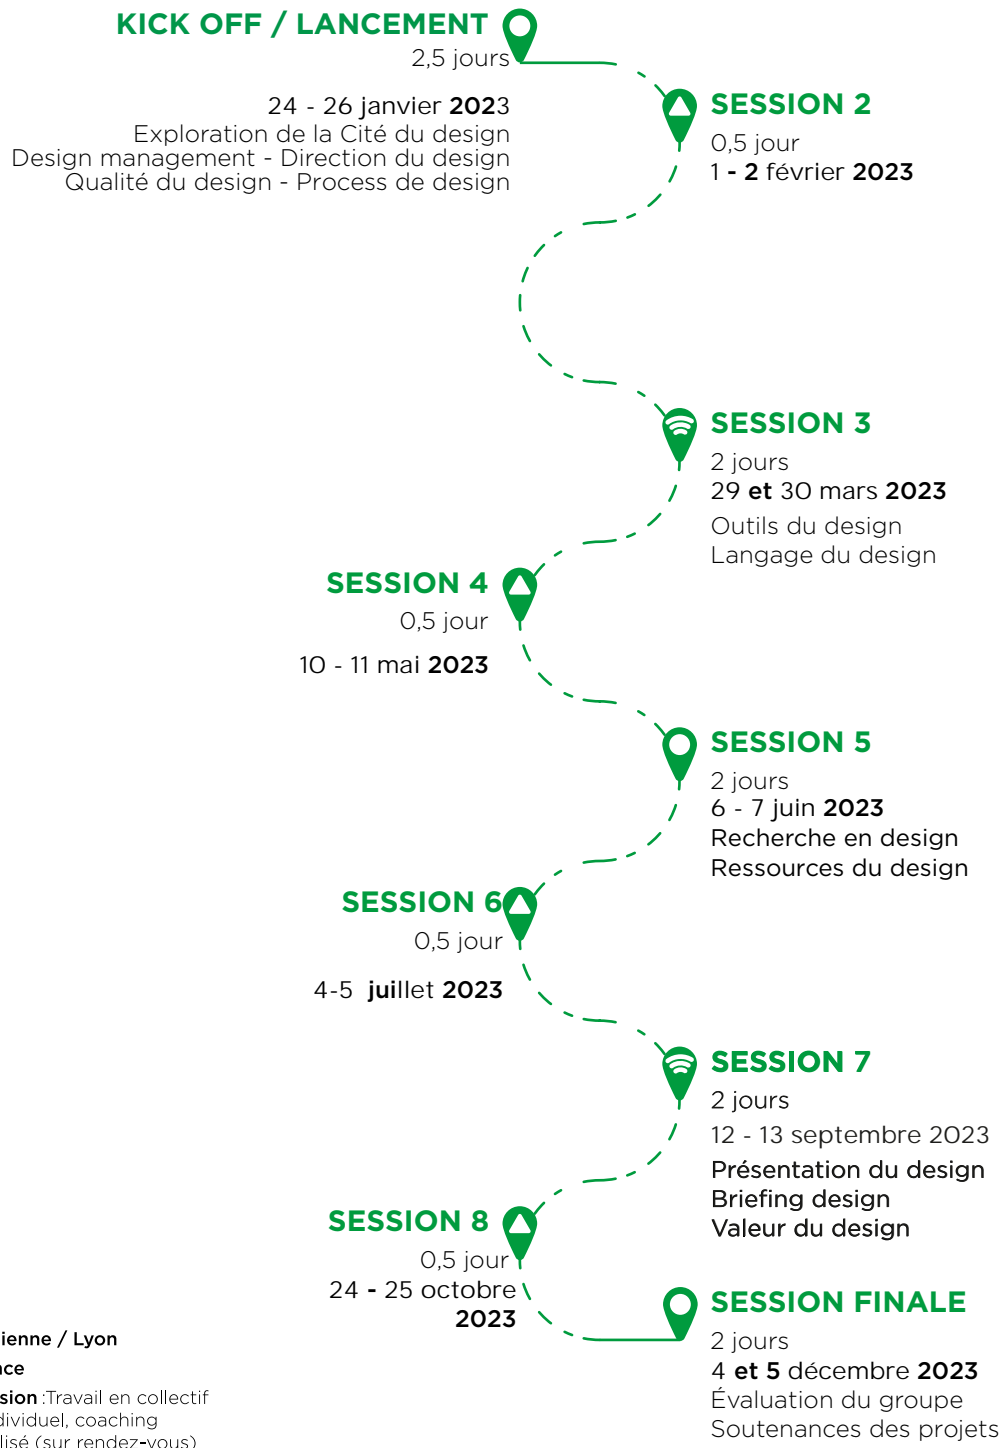 KICK OFF / LANCEMENT
2,5 jours
24 - 26 janvier 2023
Exploration de la Cité du design
Design management - Direction du design
Qualité du design - Process de design
SESSION 2
0,5 jour
1 - 2 février 2023
SESSION 3
2 jours
29 et 30 mars 2023
Outils du design
Langage du design
SESSION 4
0,5 jour
10 - 11 mai 2023
SESSION 5
2 jours
6 - 7 juin 2023
Recherche en design
Ressources du design
SESSION 6
0,5 jour
4-5 juillet 2023
SESSION 7
2 jours
12 - 13 septembre 2023
Présentation du design
Briefing design
Valeur du design
SESSION 8
0,5 jour
24 - 25 octobre
2023
SESSION FINALE
2 jours
4 et 5 décembre 2023
Évaluation du groupe
Soutenances des projets
ienne / Lyon
nce
sion :Travail en collectif
dividuel, coaching
lisé (sur rendez-vous)